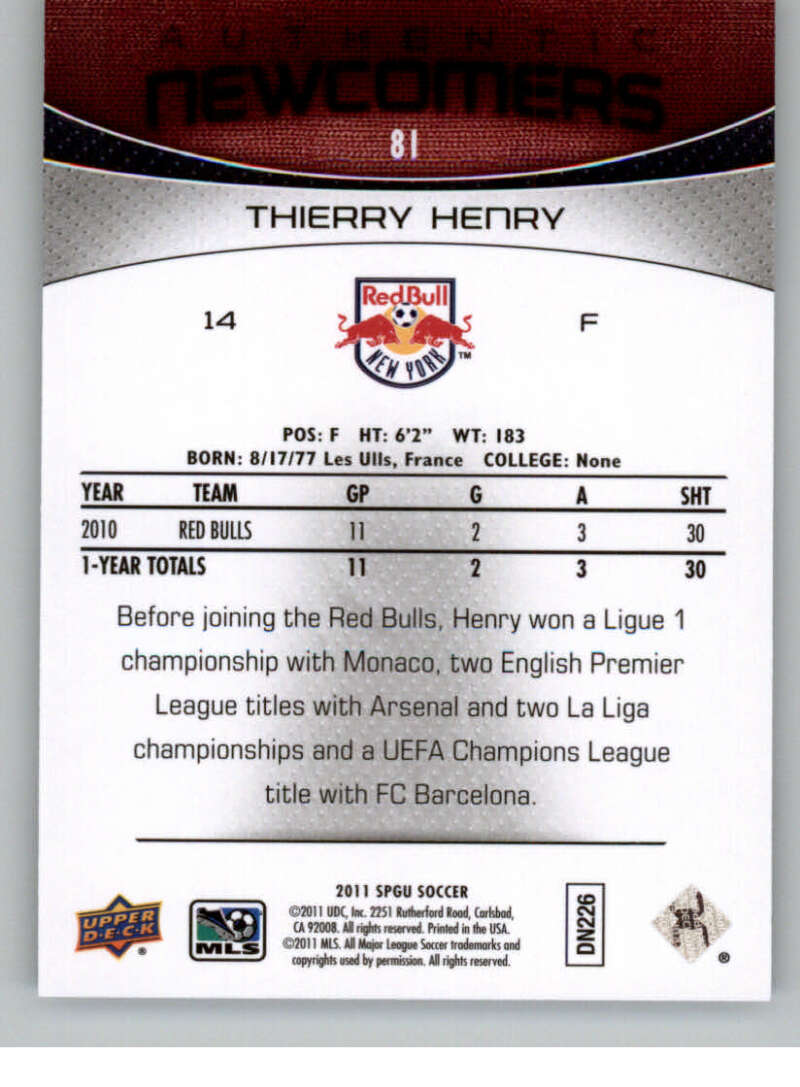 AUTHENTIC
NEWCOMERS
81
THIERRY HENRY
14
Red Bull
NEW YORK
TM
F
POS: F HT: 6'2" WT: 183
BORN: 8/17/77 Les Ulls, France COLLEGE: None
YEAR TEAM GP G A SHT
2010 RED BULLS 11 2 3 30
1-YEAR TOTALS 11 2 3 30
Before joining the Red Bulls, Henry won a Ligue 1
championship with Monaco, two English Premier
League titles with Arsenal and two La Liga
championships and a UEFA Champions League
title with FC Barcelona.
2011 SPGU SOCCER
©2011 UDC, Inc. 2251 Rutherford Road, Carlsbad,
CA 92008. All rights reserved. Printed in the USA.
©2011 MLS. All Major League Soccer trademarks and
copyrights used by permission. All rights reserved.
UPPER
D·E·C·K
®
MLS
DN226
®